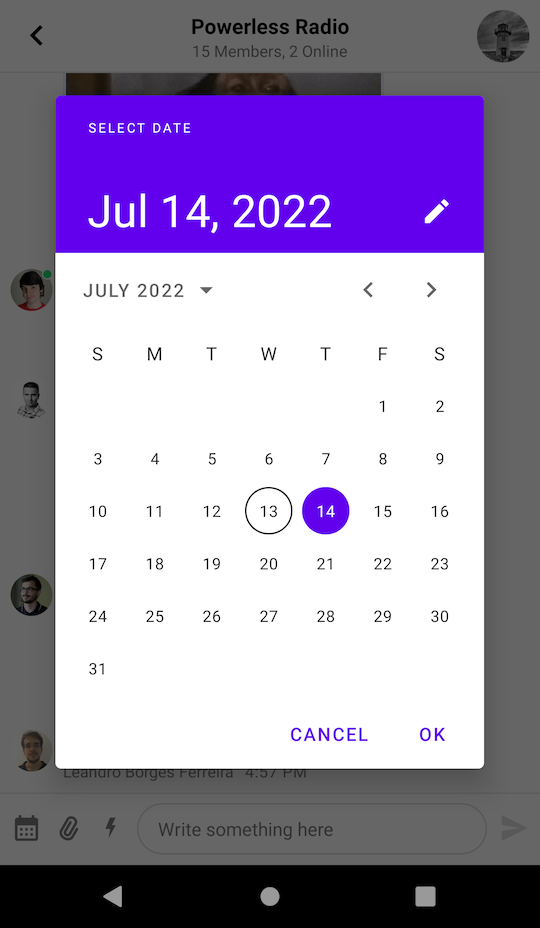 Powerless Radio
15 Members, 2 Online
SELECT DATE
Jul 14, 2022
JULY 2022
S M T W T F S
1 2
3 4 5 6 7 8 9
10 11 12 13 14 15 16
17 18 19 20 21 22 23
24 25 26 27 28 29 30
31
CANCEL OK
Leandro Borges Ferreira 4:57 PM
Write something here